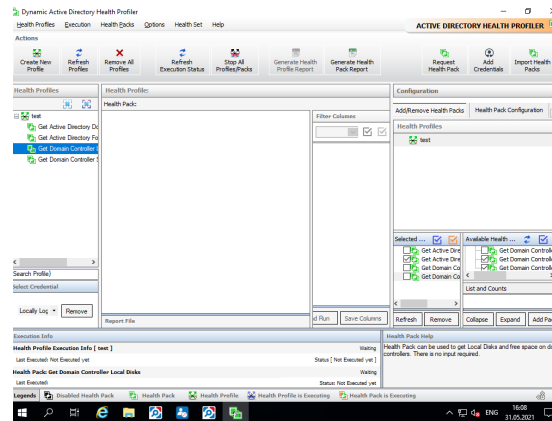 Dynamic Active Directory Health Profiler
Health Profiles Execution Health Packs Options Health Set Help
ACTIVE DIRECTORY HEALTH PROFILER
Actions
Create New Profile
Refresh Profiles
Remove All Profiles
Refresh Execution Status
Stop All Profiles/Packs
Generate Health Profile Report
Generate Health Pack Report
Request Health Pack
Add Credentials
Import Health Packs
Health Profiles
Health Profile:
Configuration
Health Pack:
Add/Remove Health Packs Health Pack Configuration
test
Filter Columns
Get Active Directory Do
Get Active Directory Fo
Get Domain Controller
Get Domain Controller S
Health Profiles
test
Selected ...
Available Health ...
Get Active Dire
Get Active Dire
Get Domain Co
Get Domain Co
Get Domain Controll
Get Domain Controll
Get Domain Controll
List and Counts
Search Profile)
Select Credential
Locally Log Remove
Report File
d Run Save Columns
Refresh Remove Collapse Expand Add Pa
Execution Info
Health Pack Help
Health Profile Execution Info [ test ] Waiting
Last Executed: Not Executed yet Status [ Not Executed yet ]
Health Pack: Get Domain Controller Local Disks Waiting
Last Executed: Status: Not Executed yet
Health Pack can be used to get Local Disks and free space on do
controllers. There is no input required.
Legends Disabled Health Pack Health Pack Health Profile Health Profile is Executing Health Pack is Executing
ENG 16:08
31.05.2021